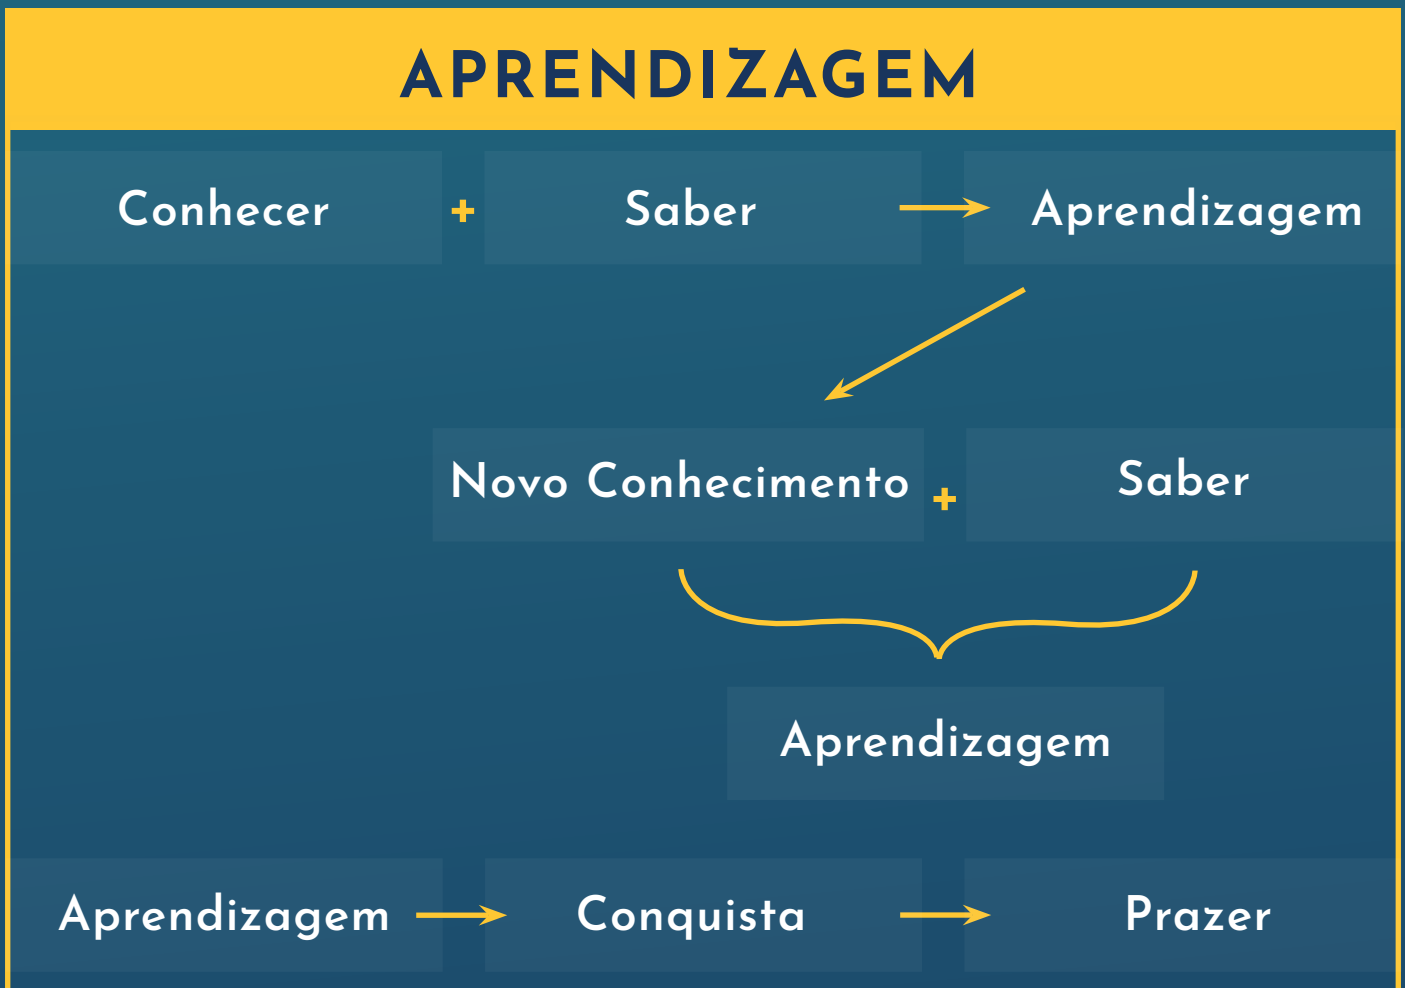 APRENDIZAGEM
Conhecer + Saber → Aprendizagem
Novo Conhecimento + Saber
Aprendizagem
Aprendizagem → Conquista → Prazer